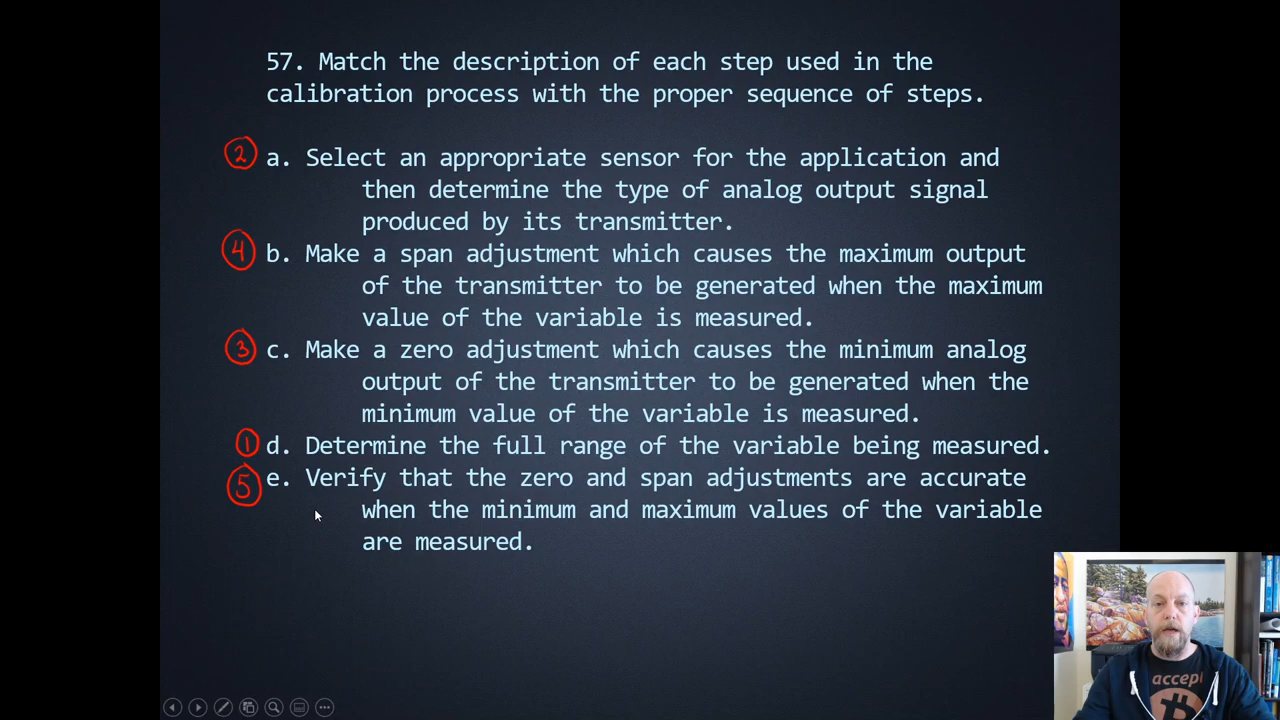 57. Match the description of each step used in the
calibration process with the proper sequence of steps.
2 a. Select an appropriate sensor for the application and
then determine the type of analog output signal
produced by its transmitter.
4 b. Make a span adjustment which causes the maximum output
of the transmitter to be generated when the maximum
value of the variable is measured.
3 c. Make a zero adjustment which causes the minimum analog
output of the transmitter to be generated when the
minimum value of the variable is measured.
1 d. Determine the full range of the variable being measured.
5 e. Verify that the zero and span adjustments are accurate
when the minimum and maximum values of the variable
are measured.
accept